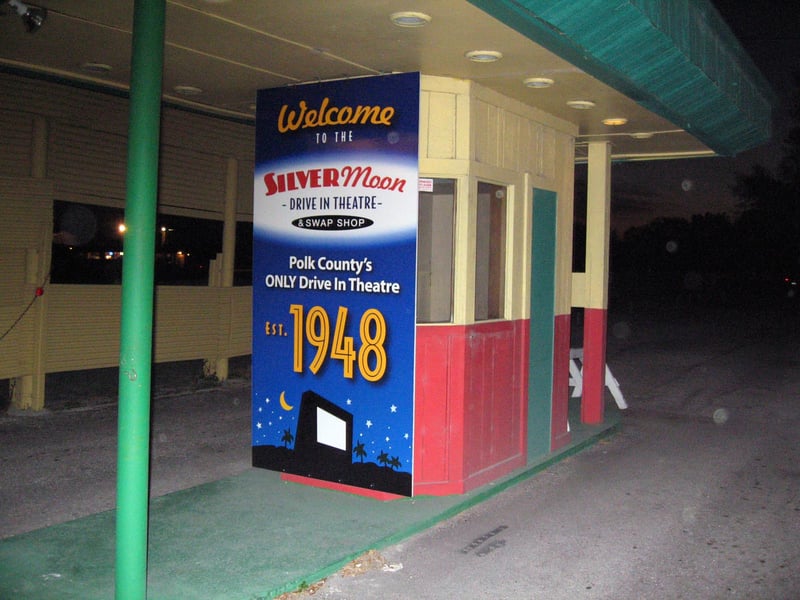 Welcome
TO THE
SILVER Moon
- DRIVE IN THEATRE -
& SWAP SHOP
Polk County's
ONLY Drive In Theatre
EST. 1948